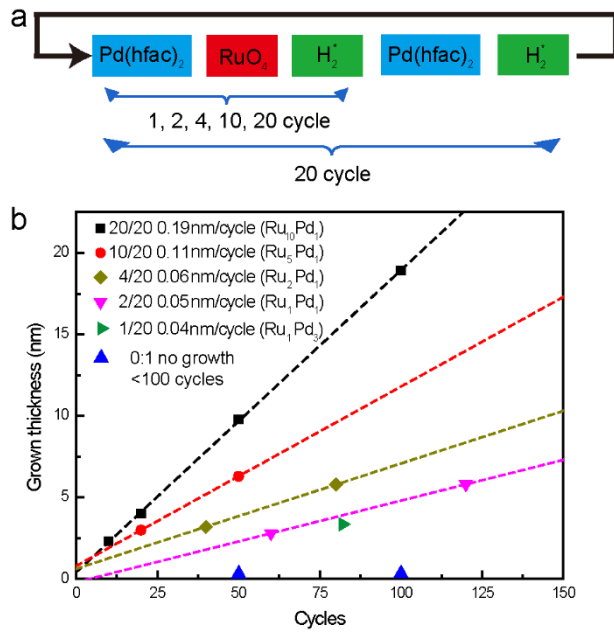 a
Pd(hfac)₂ RuO₄ H₂* Pd(hfac)₂ H₂*
1, 2, 4, 10, 20 cycle
20 cycle
b
20/20 0.19nm/cycle (Ru₁₀Pd₁)
10/20 0.11nm/cycle (Ru₅Pd₁)
4/20 0.06nm/cycle (Ru₂Pd₁)
2/20 0.05nm/cycle (Ru₁Pd₁)
1/20 0.04nm/cycle (Ru₁Pd₃)
0:1 no growth
<100 cycles
Grown thickness (nm)
20
15
10
5
0
0 25 50 75 100 125 150
Cycles